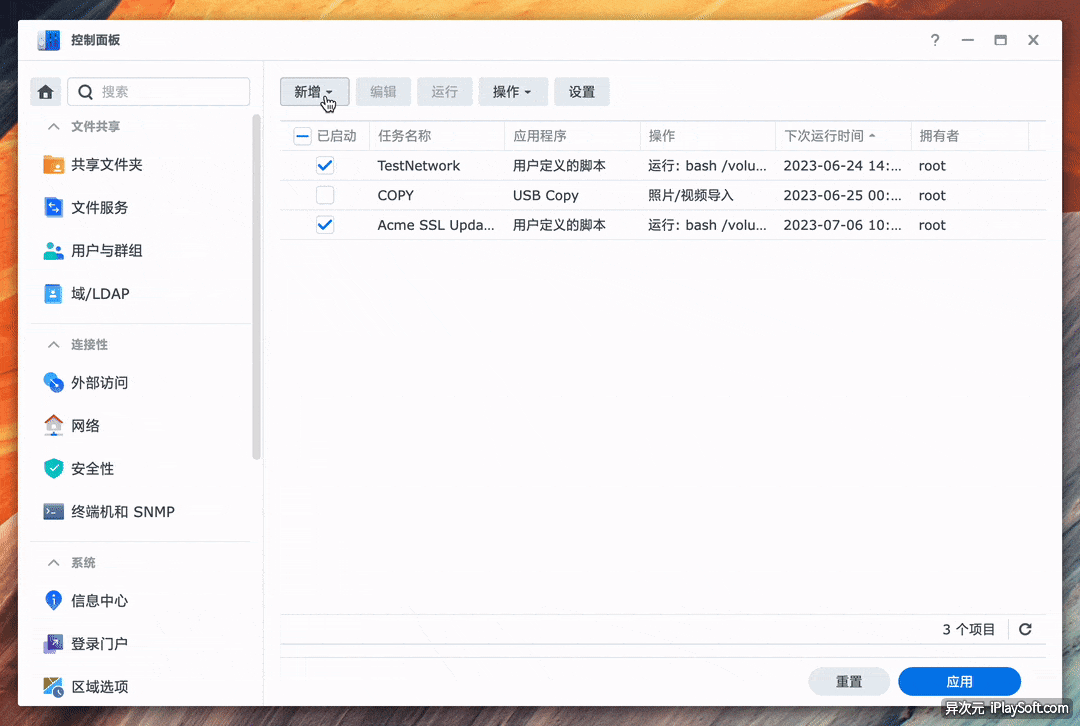 控制面板
搜索
文件共享
共享文件夹
文件服务
用户与群组
域/LDAP
连接性
外部访问
网络
安全性
终端机和 SNMP
系统
信息中心
登录门户
区域选项
新增 编辑 运行 操作 设置
已启动 任务名称 应用程序 操作 下次运行时间 拥有者
TestNetwork 用户定义的脚本 运行: bash /volu... 2023-06-24 14:... root
COPY USB Copy 照片/视频导入 2023-06-25 00:... root
Acme SSL Upda... 用户定义的脚本 运行: bash /volu... 2023-07-06 10:... root
3 个项目
重置 应用
异次元 iPlaySoft.com